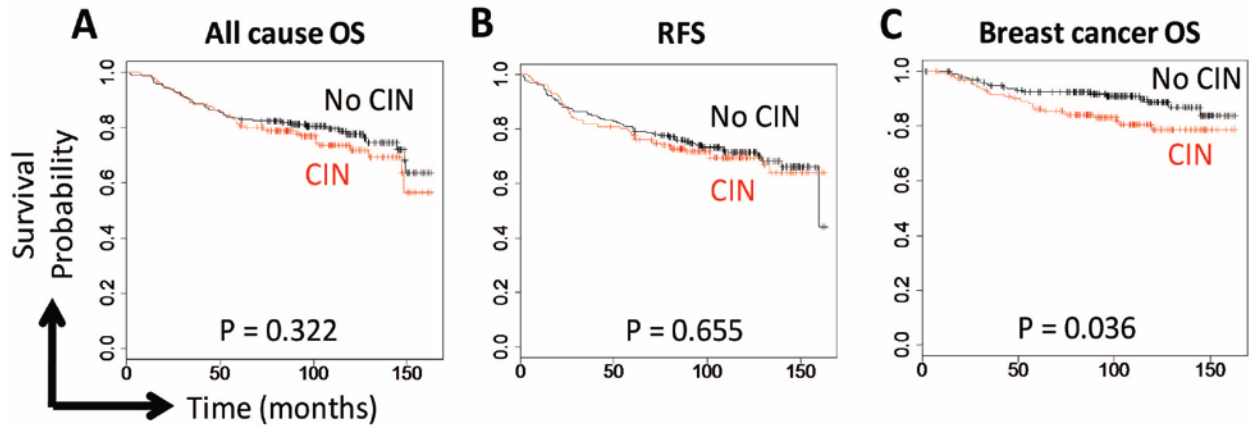 A All cause OS
1.0
0.8
0.6
0.4
0.2
0.0
No CIN
CIN
P = 0.322
0 50 100 150
Survival
Probability
Time (months)
B RFS
1.0
0.8
0.6
0.4
0.2
0.0
No CIN
CIN
P = 0.655
0 50 100 150
C Breast cancer OS
1.0
0.8
0.6
0.4
0.2
0.0
No CIN
CIN
P = 0.036
0 50 100 150